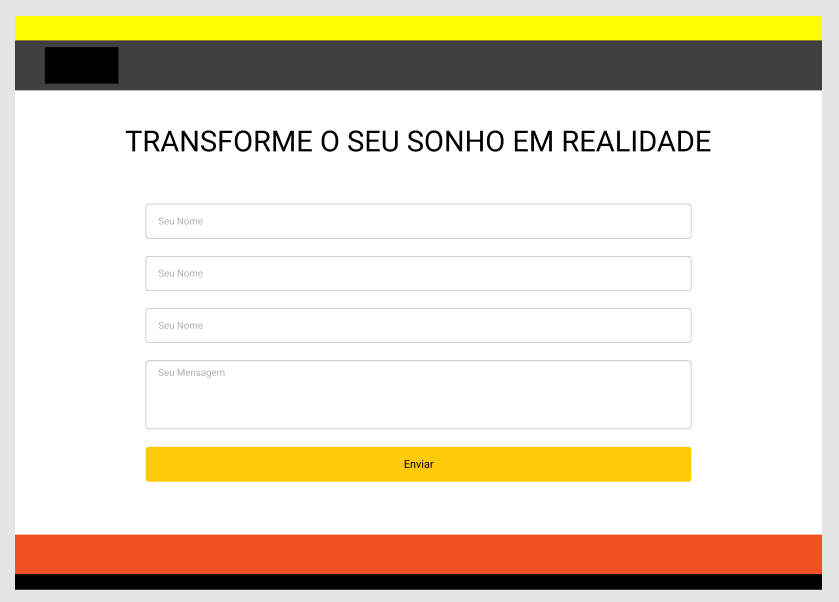 TRANSFORME O SEU SONHO EM REALIDADE
Seu Nome
Seu Nome
Seu Nome
Seu Mensagem
Enviar